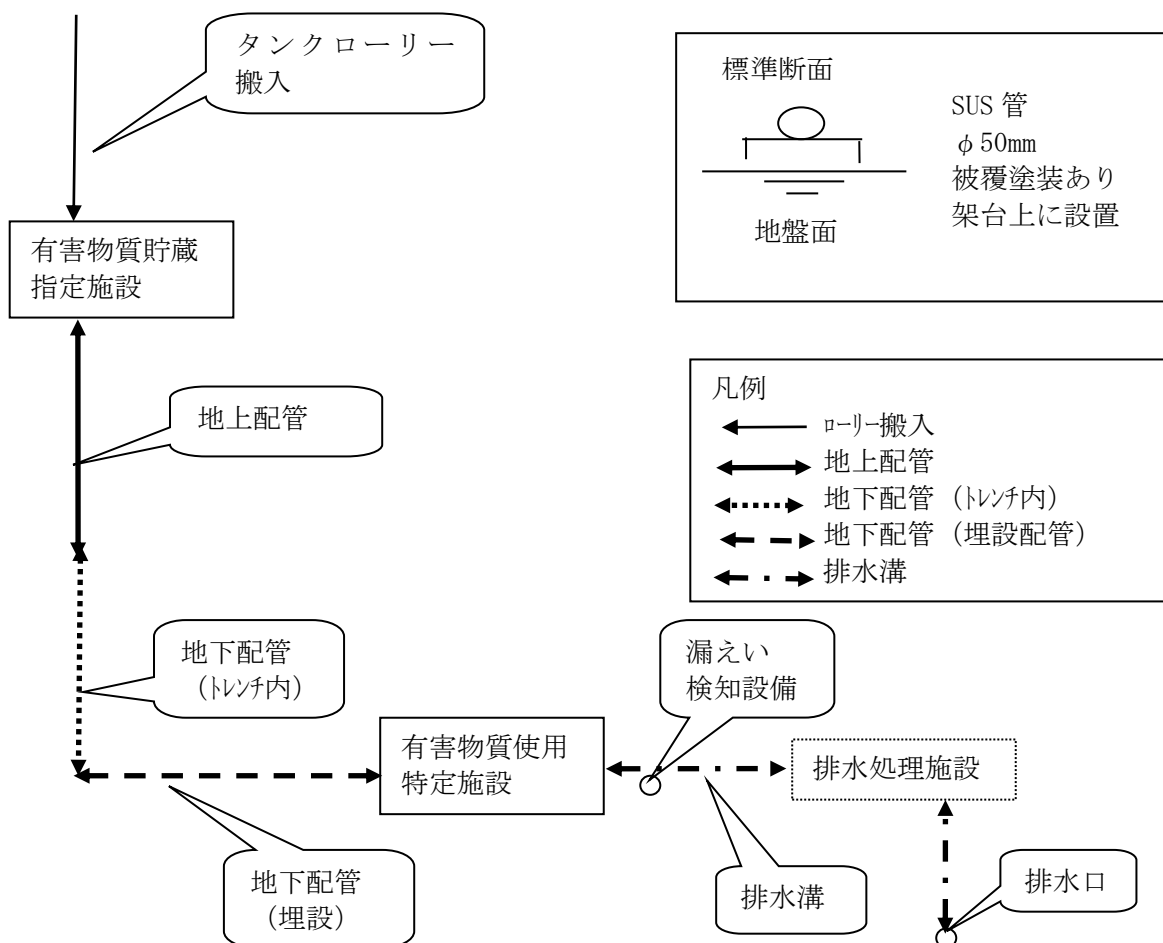 タンクローリー
搬入
標準断面
SUS 管
φ50mm
被覆塗装あり
架台上に設置
地盤面
有害物質貯蔵
指定施設
地上配管
凡例
ﾛｰﾘｰ搬入
地上配管
地下配管（ﾄﾚﾝﾁ内）
地下配管（埋設配管）
排水溝
地下配管
（ﾄﾚﾝﾁ内）
漏えい
検知設備
有害物質使用
特定施設
排水処理施設
地下配管
（埋設）
排水溝
排水口